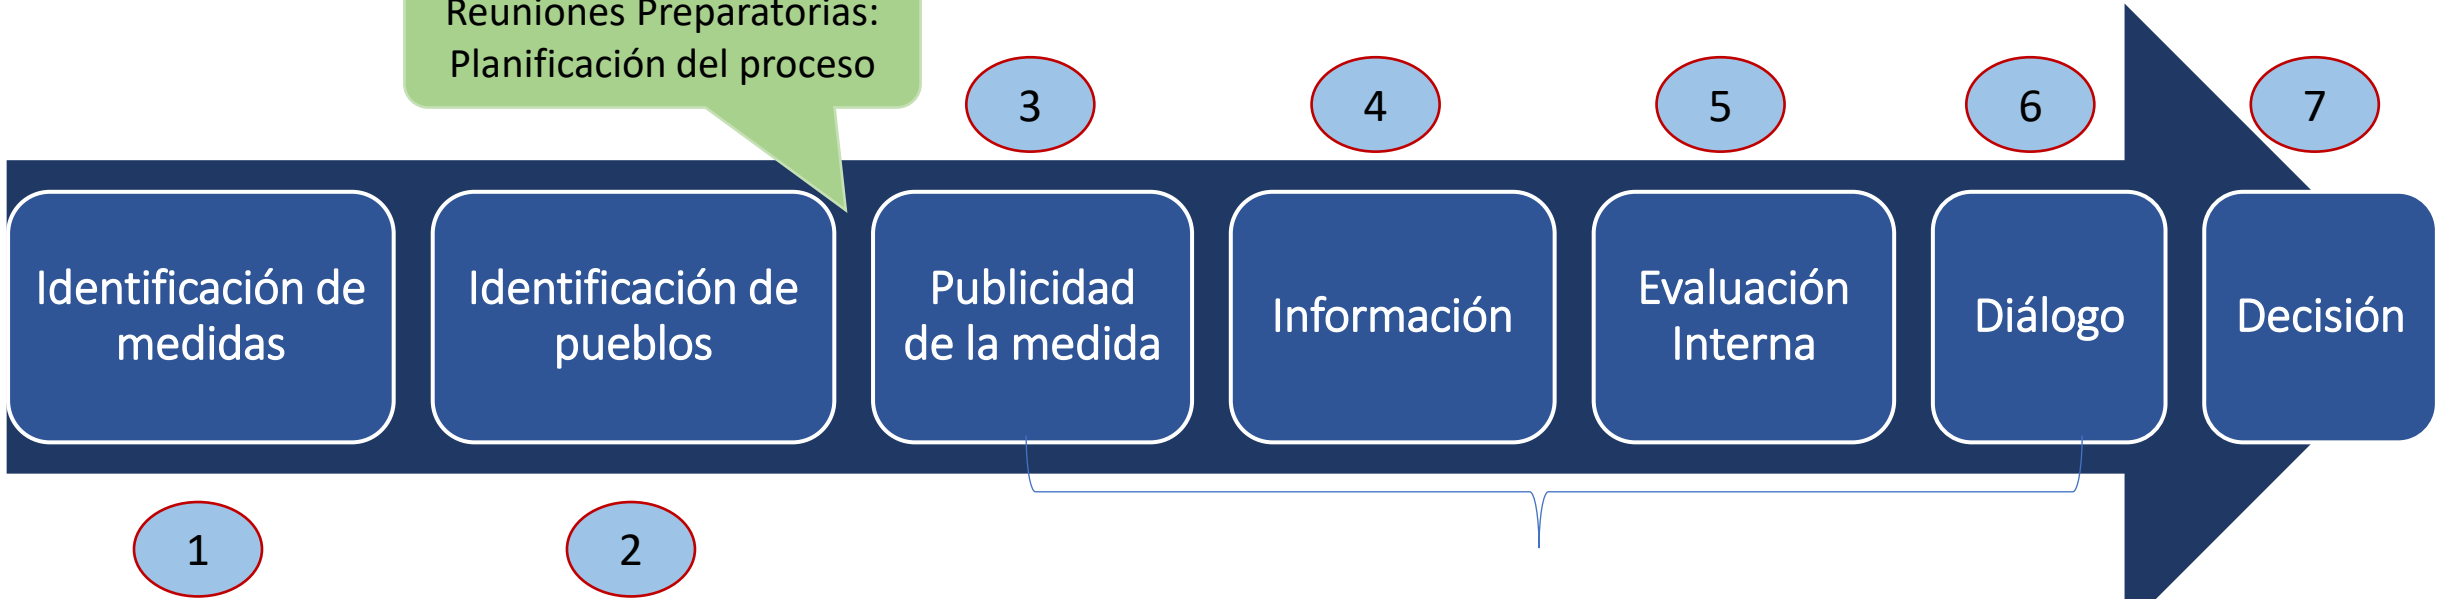 Reuniones Preparatorias:
Planificación del proceso
3
4
5
6
7
Identificación de
medidas
Identificación de
pueblos
Publicidad
de la medida
Información
Evaluación
Interna
Diálogo
Decisión
1
2